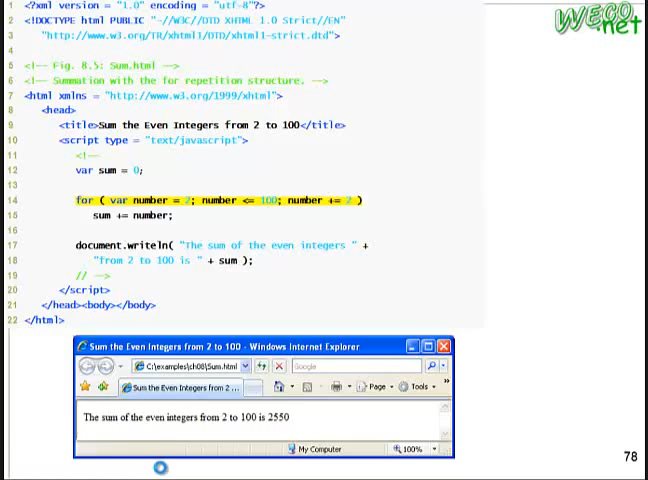 WECO
.net
1 <?xml version = "1.0" encoding = "utf-8"?>
2 <!DOCTYPE html PUBLIC "-//W3C//DTD XHTML 1.0 Strict//EN"
3 "http://www.w3.org/TR/xhtml1/DTD/xhtml1-strict.dtd">
4
5 <!-- Fig. 8.5: Sum.html -->
6 <!-- Summation with the for repetition structure. -->
7 <html xmlns = "http://www.w3.org/1999/xhtml">
8 <head>
9 <title>Sum the Even Integers from 2 to 100</title>
10 <script type = "text/javascript">
11 <!--
12 var sum = 0;
13
14 for ( var number = 2; number <= 100; number += 2 )
15 sum += number;
16
17 document.writeln( "The sum of the even integers " +
18 "from 2 to 100 is " + sum );
19 // -->
20 </script>
21 </head><body></body>
22 </html>
Sum the Even Integers from 2 to 100 - Windows Internet Explorer
C:\examples\ch08\Sum.html
Google
Sum the Even Integers from 2 ...
Page
Tools
»
The sum of the even integers from 2 to 100 is 2550
My Computer
100%
78